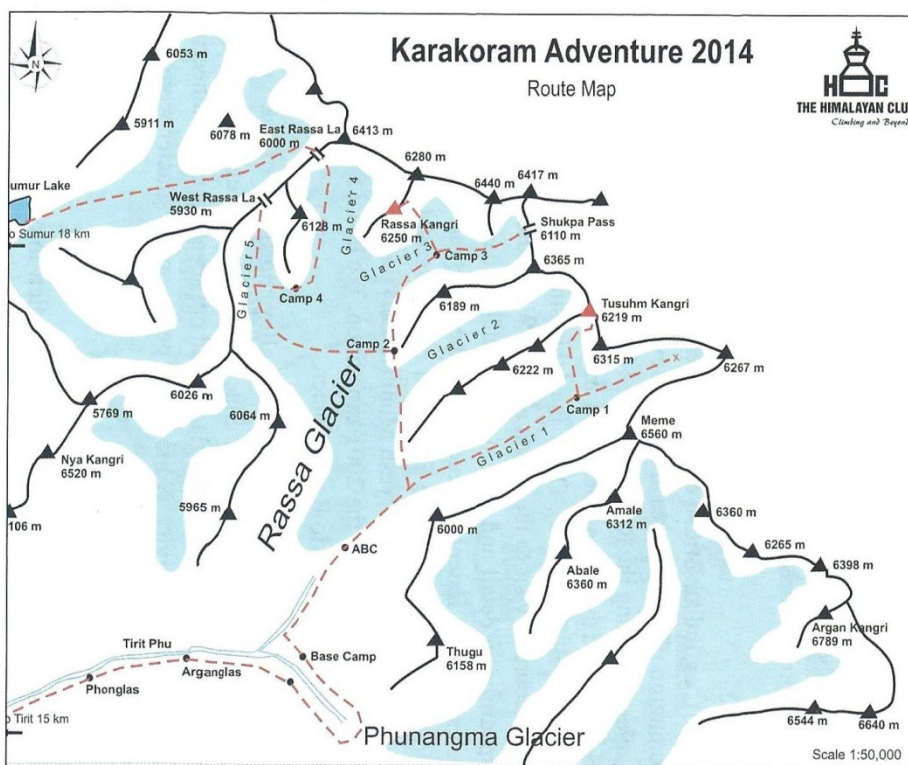 Karakoram Adventure 2014
Route Map
N
THE HIMALAYAN CLU
Climbing and Beyon
6053 m
5911 m
6078 m
East Rassa La
6000 m
6413 m
6280 m
6440 m
6417 m
umur Lake
West Rassa La
5930 m
o Sumur 18 km
6128 m
Glacier 4
Rassa Kangri
6250 m
Shukpa Pass
6110 m
Glacier 5
Glacier 3
Camp 3
6365 m
Camp 4
6189 m
Tusuhm Kangri
6219 m
Camp 2
Glacier 2
6315 m
6222 m
6267 m
6026 m
5769 m
6064 m
Camp 1
Meme
6560 m
Glacier 1
Nya Kangri
6520 m
Rassa Glacier
106 m
5965 m
6000 m
Amale
6312 m
6360 m
ABC
Abale
6360 m
6265 m
6398 m
Argan Kangri
6789 m
Tirit Phu
Base Camp
Thugu
6158 m
Arganglas
Phonglas
o Tirit 15 km
Phunangma Glacier
6544 m
6640 m
Scale 1:50,000